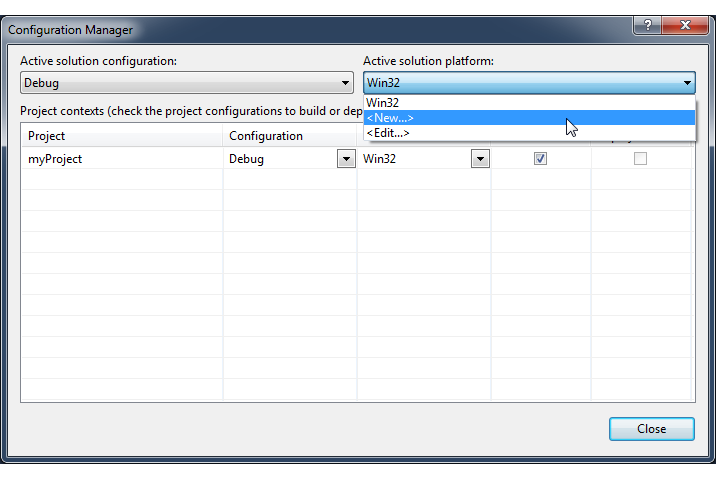 Configuration Manager
?
Active solution configuration:
Active solution platform:
Debug
Win32
Win32
<New...>
<Edit...>
Project contexts (check the project configurations to build or dep
Project
Configuration
myProject
Debug
Win32
Close